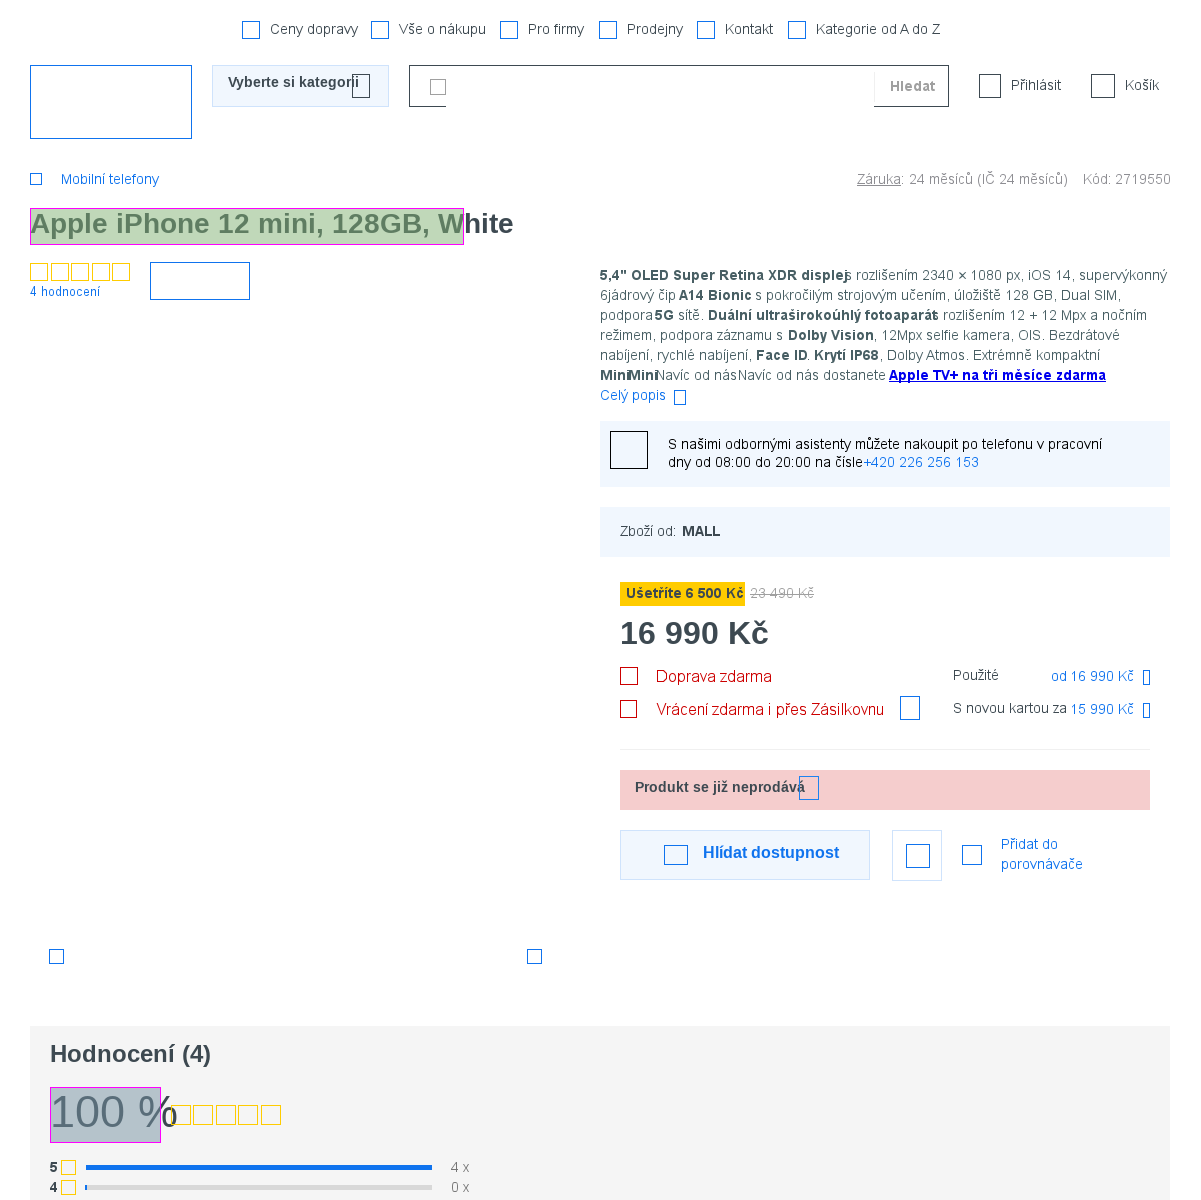 Ceny dopravy Vše o nákupu Pro firmy Prodejny Kontakt Kategorie od A do Z
Vyberte si kategorii Hledat Přihlásit Košík
Mobilní telefony Záruka: 24 měsíců (IČ 24 měsíců) Kód: 2719550
Apple iPhone 12 mini, 128GB, White
4 hodnocení
5,4" OLED Super Retina XDR displej s rozlišením 2340 × 1080 px, iOS 14, supervýkonný
6jádrový čip A14 Bionic s pokročilým strojovým učením, úložiště 128 GB, Dual SIM,
podpora 5G sítě. Duální ultraširokoúhlý fotoaparát s rozlišením 12 + 12 Mpx a nočním
režimem, podpora záznamu s Dolby Vision, 12Mpx selfie kamera, OIS. Bezdrátové
nabíjení, rychlé nabíjení, Face ID. Krytí IP68, Dolby Atmos. Extrémně kompaktní
MiniMiniNavíc od násNavíc od nás dostanete Apple TV+ na tři měsíce zdarma
Celý popis
S našimi odbornými asistenty můžete nakoupit po telefonu v pracovní
dny od 08:00 do 20:00 na čísle +420 226 256 153
Zboží od: MALL
Ušetříte 6 500 Kč 23 490 Kč
16 990 Kč
Doprava zdarma Použité od 16 990 Kč
Vrácení zdarma i přes Zásilkovnu S novou kartou za 15 990 Kč
Produkt se již neprodává
Hlídat dostupnost Přidat do
porovnávače
Hodnocení (4)
100 %
5 4 x
4 0 x